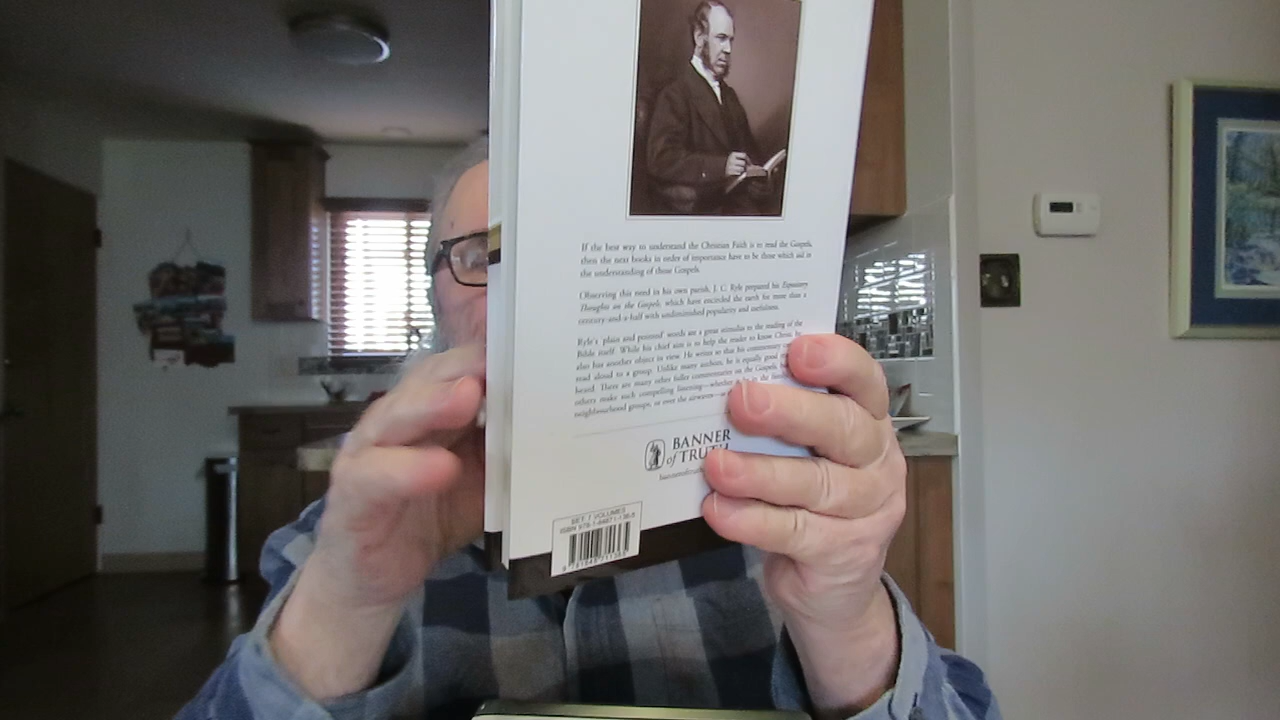 If the best way to understand the Christian Faith is to read the Gospels,
then the next books in order of importance have to be those which aid in
the understanding of those Gospels.
Observing this need in his own parish, J. C. Ryle prepared his Expository
Thoughts on the Gospels, which have encircled the earth for more than a
century-and-a-half with undiminished popularity and usefulness.
Ryle's 'plain and pointed' words are a great stimulus to the reading of the
Bible itself. While his chief aim is to help the reader to know Christ, he
also has another object in view. He writes so that his commentary can be
read aloud to a group. Unlike many authors, he is equally good
heard. There are many other fuller commentaries on the Gospels,
others make such compelling listening—whether in the
neighbourhood groups, or over the airwaves—
BANNER
of TRUTH
SET: 7 VOLUMES